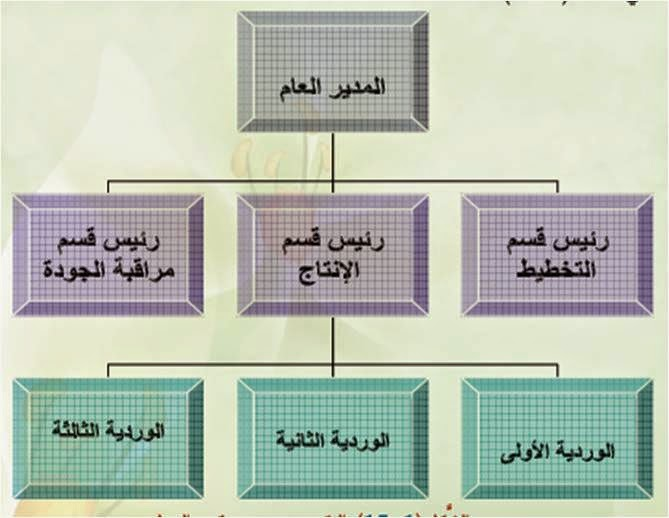 المدير العام
رئيس قسم
التخطيط
رئيس قسم
الإنتاج
رئيس قسم
مراقبة الجودة
الوردية الأولى
الوردية الثانية
الوردية الثالثة